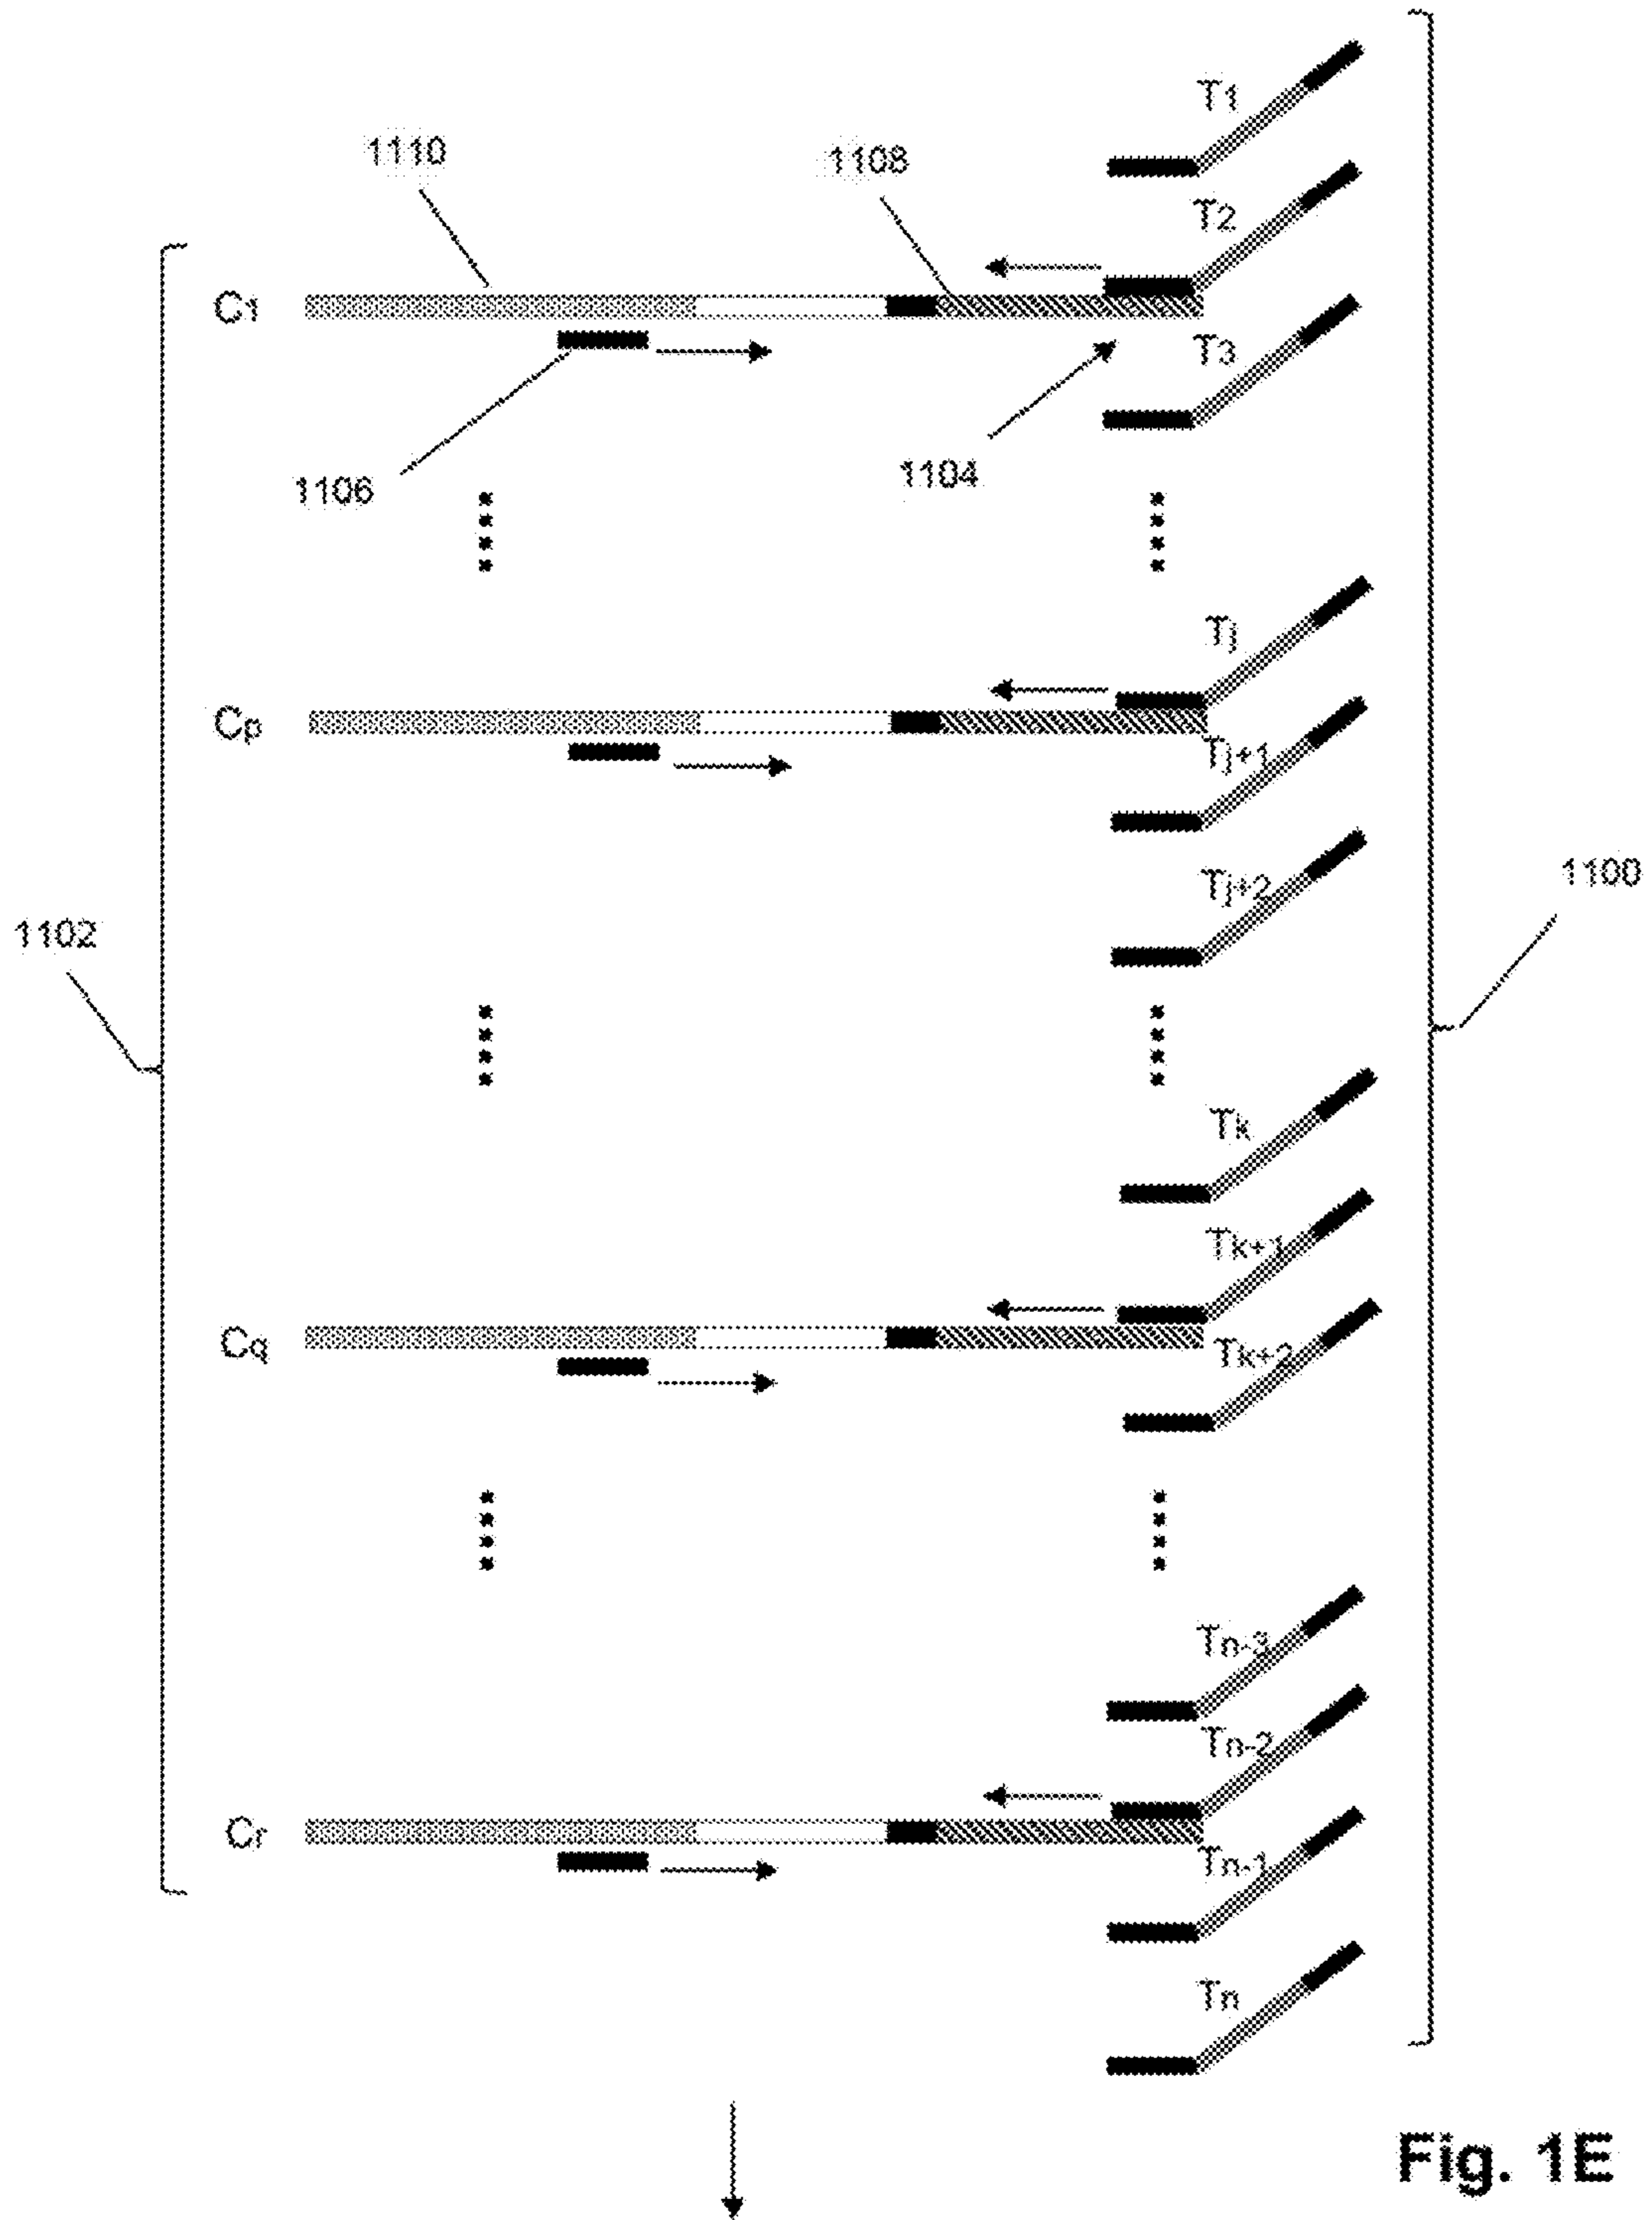 T1
1110
1108
T2
C1
T3
1106
1104
Tj
Cp
Tj+1
Tj+2
1100
1102
Tk
Tk+1
Cq
Tk+2
Tn-3
Tn-2
Cr
Tn-1
Tn
Fig. 1E